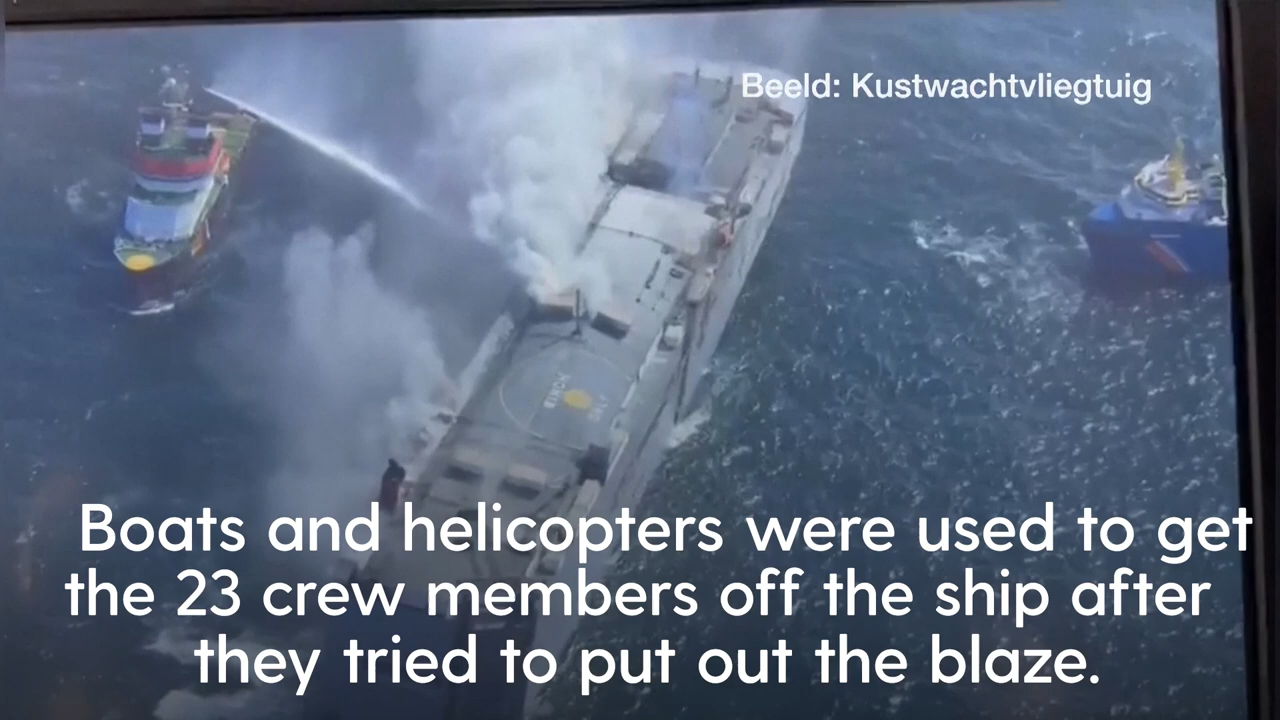 Beeld: Kustwachtvliegtuig
Boats and helicopters were used to get
the 23 crew members off the ship after
they tried to put out the blaze.